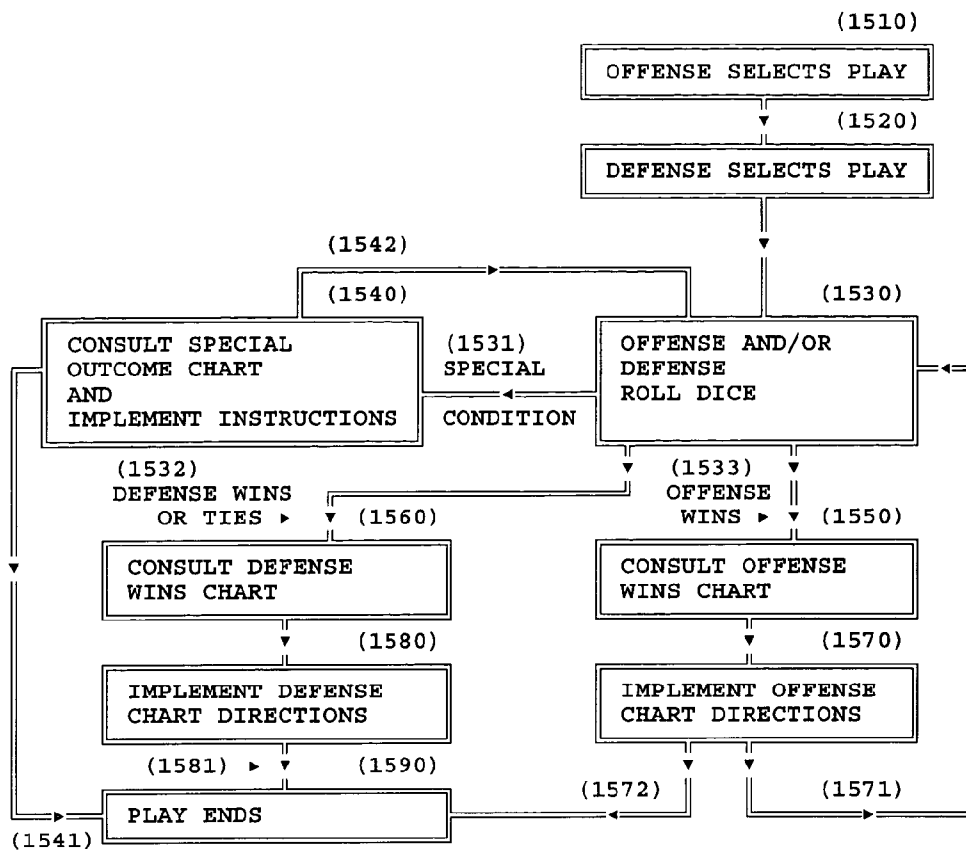 (1510)
OFFENSE SELECTS PLAY
(1520)
DEFENSE SELECTS PLAY
(1542)
(1540)
CONSULT SPECIAL
OUTCOME CHART
AND
IMPLEMENT INSTRUCTIONS
(1531)
SPECIAL
CONDITION
(1530)
OFFENSE AND/OR
DEFENSE
ROLL DICE
(1532)
DEFENSE WINS
OR TIES
(1533)
OFFENSE
WINS
(1560)
CONSULT DEFENSE
WINS CHART
(1550)
CONSULT OFFENSE
WINS CHART
(1580)
IMPLEMENT DEFENSE
CHART DIRECTIONS
(1570)
IMPLEMENT OFFENSE
CHART DIRECTIONS
(1581)
(1590)
(1572)
(1571)
PLAY ENDS
(1541)